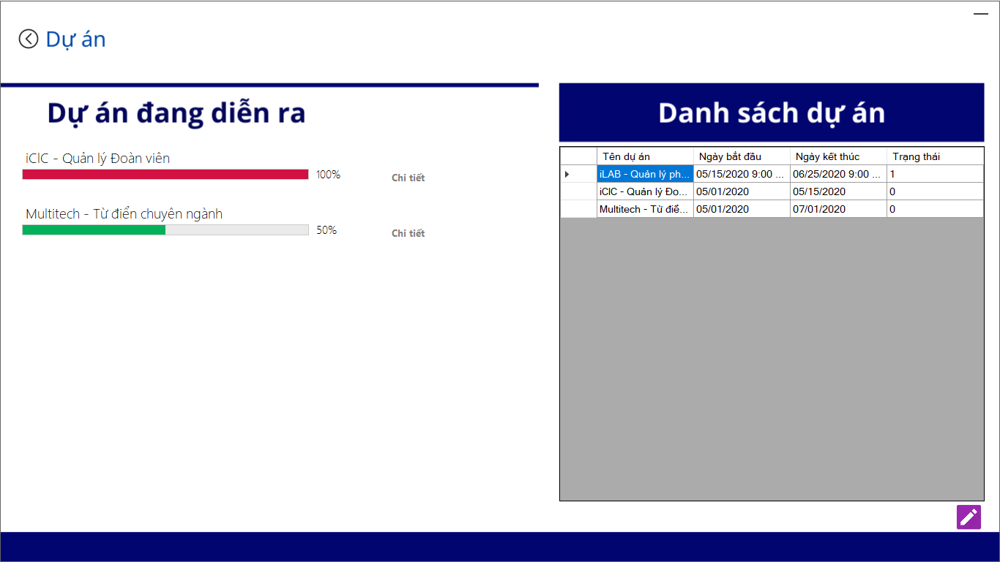 Dự án
Dự án đang diễn ra
iCIC - Quản lý Đoàn viên
100%
Chi tiết
Multitech - Từ điển chuyên ngành
50%
Chi tiết
Danh sách dự án
Tên dự án Ngày bắt đầu Ngày kết thúc Trạng thái
iLAB - Quản lý ph... 05/15/2020 9:00 ... 06/25/2020 9:00 ... 1
iCIC - Quản lý Đo... 05/01/2020 05/15/2020 0
Multitech - Từ điể... 05/01/2020 07/01/2020 0